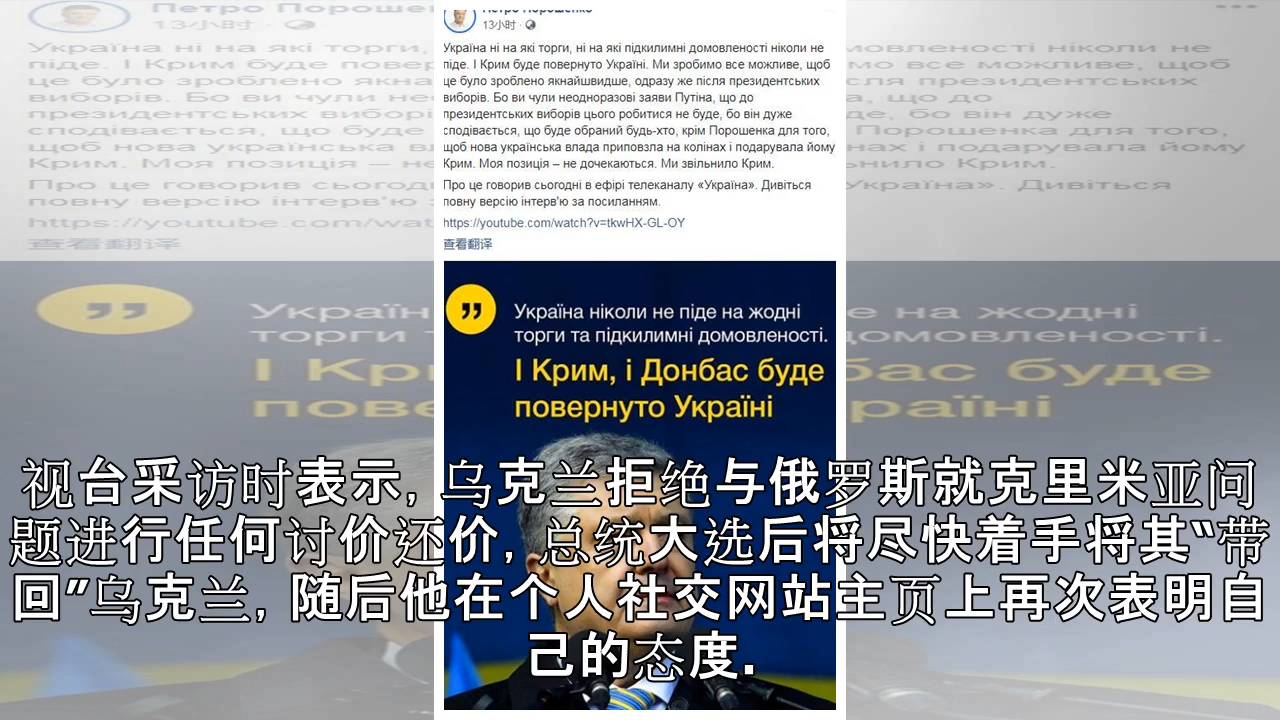 Петро Порошенко
13小时
Україна ні на які торги, ні на які підкилимні домовленості ніколи не
піде. І Крим буде повернуто Україні. Ми зробимо все можливе, щоб
це було зроблено якнайшвидше, одразу же після президентських
виборів. Бо ви чули неодноразові заяви Путіна, що до
президентських виборів цього робитися не буде, бо він дуже
сподівається, що буде обраний будь-хто, крім Порошенка для того,
щоб нова українська влада приповзла на колінах і подарувала йому
Крим. Моя позиція – не дочекаються. Ми звільнило Крим.
Про це говорив сьогодні в ефірі телеканалу «Україна». Дивіться
повну версію інтерв'ю за посиланням.
https://youtube.com/watch?v=tkwHX-GL-OY
查看翻译
Україна ніколи не піде на жодні
торги та підкилимні домовленості.
І Крим, і Донбас буде
повернуто Україні
视台采访时表示, 乌克兰拒绝与俄罗斯就克里米亚问
题进行任何讨价还价, 总统大选后将尽快着手将其“带
回”乌克兰, 随后他在个人社交网站主页上再次表明自
己的态度.